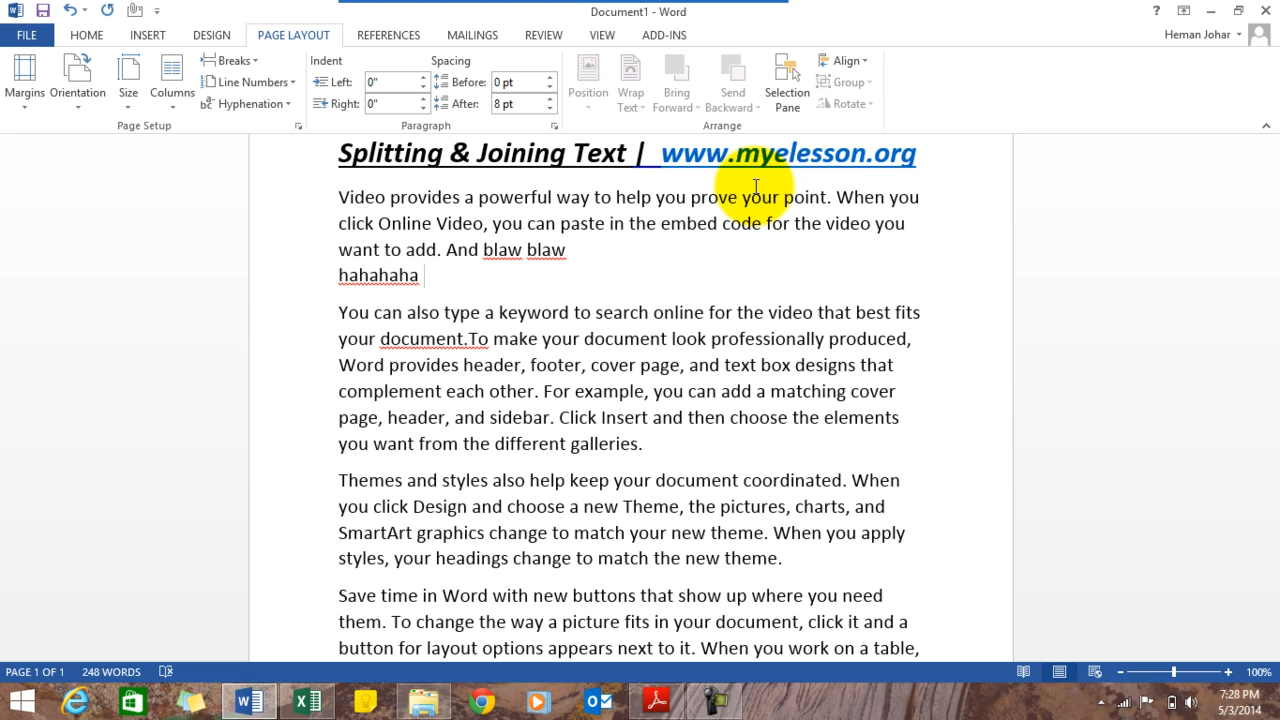 Document1 - Word
?
FILE HOME INSERT DESIGN PAGE LAYOUT REFERENCES MAILINGS REVIEW VIEW ADD-INS Heman Johar
Breaks Indent Spacing Align
Line Numbers Left: 0" Before: 0 pt Group
Margins Orientation Size Columns Position Wrap Text Bring Forward Send Backward Selection Pane
Hyphenation Right: 0" After: 8 pt Rotate
Page Setup Paragraph Arrange
Splitting & Joining Text | www.myelesson.org
Video provides a powerful way to help you prove your point. When you
click Online Video, you can paste in the embed code for the video you
want to add. And blaw blaw
hahahaha
You can also type a keyword to search online for the video that best fits
your document.To make your document look professionally produced,
Word provides header, footer, cover page, and text box designs that
complement each other. For example, you can add a matching cover
page, header, and sidebar. Click Insert and then choose the elements
you want from the different galleries.
Themes and styles also help keep your document coordinated. When
you click Design and choose a new Theme, the pictures, charts, and
SmartArt graphics change to match your new theme. When you apply
styles, your headings change to match the new theme.
Save time in Word with new buttons that show up where you need
them. To change the way a picture fits in your document, click it and a
button for layout options appears next to it. When you work on a table,
PAGE 1 OF 1 248 WORDS 100%
7:28 PM
5/3/2014